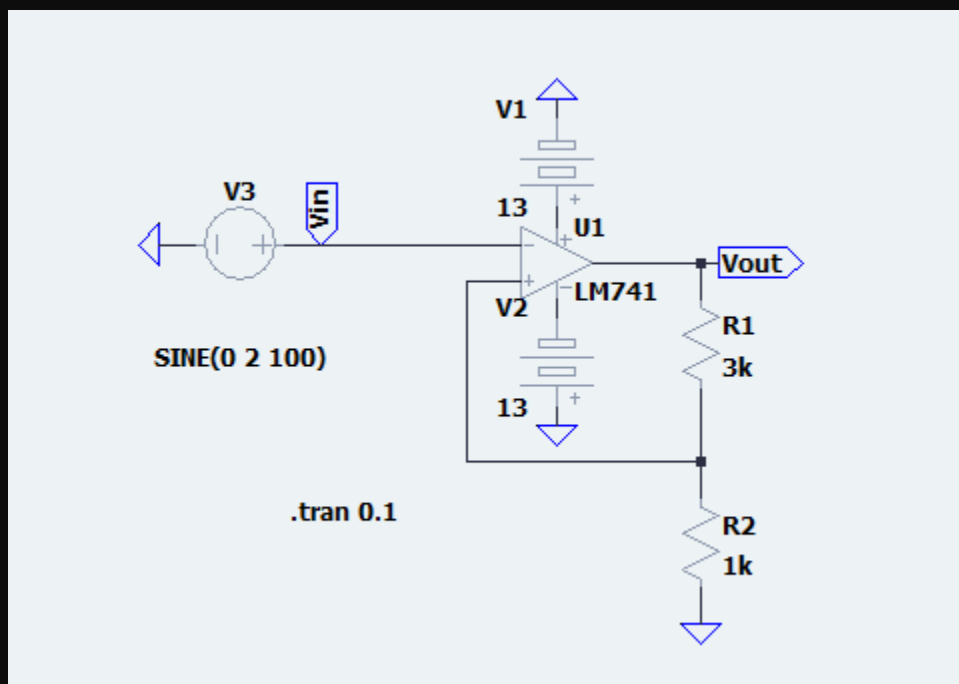 V1
13
V3
Vin
U1
LM741
V2
13
Vout
R1
3k
SINE(0 2 100)
.tran 0.1
R2
1k